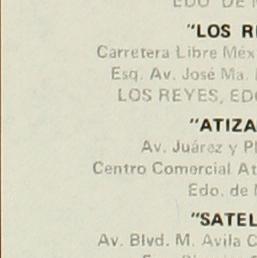 EDO. DE M
"LOS R
Carretera Libre Méx
Esq. Av. José Ma.
LOS REYES, EDO
"ATIZA
Av. Juárez y P
Centro Comercial At
Edo. de
"SATEL
Av. Blvd. M. Avila C